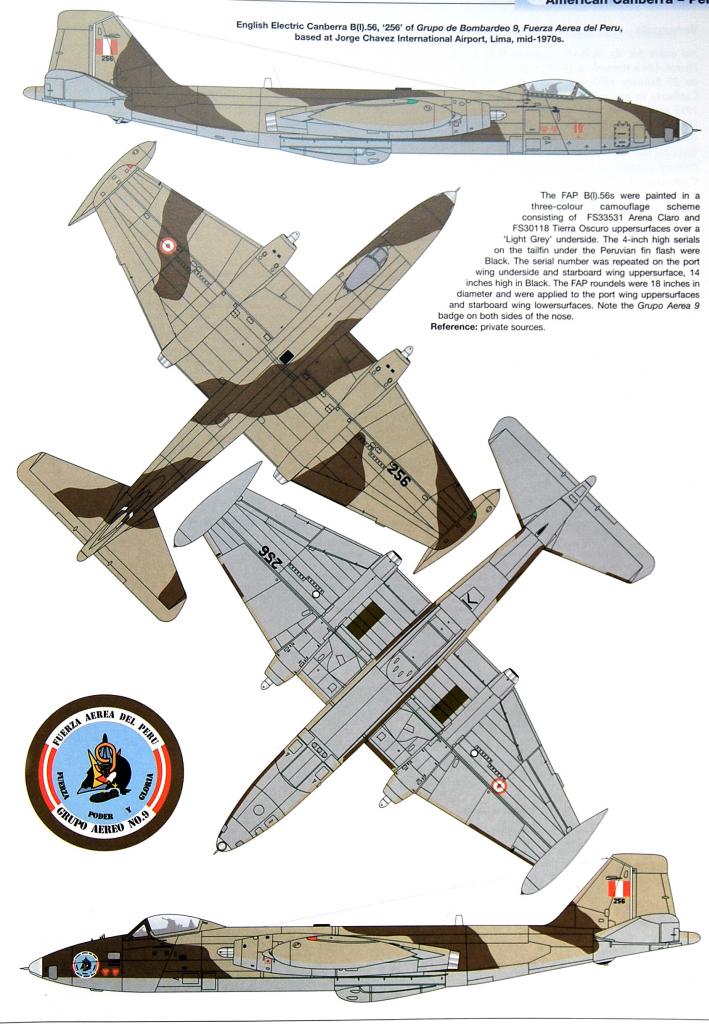 American Canberra – Per
English Electric Canberra B(I).56, '256' of Grupo de Bombardeo 9, Fuerza Aerea del Peru,
based at Jorge Chavez International Airport, Lima, mid-1970s.
256
The FAP B(I).56s were painted in a
three-colour camouflage scheme
consisting of FS33531 Arena Claro and
FS30118 Tierra Oscuro uppersurfaces over a
'Light Grey' underside. The 4-inch high serials
on the tailfin under the Peruvian fin flash were
Black. The serial number was repeated on the port
wing underside and starboard wing uppersurface, 14
inches high in Black. The FAP roundels were 18 inches in
diameter and were applied to the port wing uppersurfaces
and starboard wing lowersurfaces. Note the Grupo Aerea 9
badge on both sides of the nose.
Reference: private sources.
256
256
K
FUERZA AEREA DEL PERU
9
FUERZA
PODER Y GLORIA
GRUPO AEREO NO.9
256